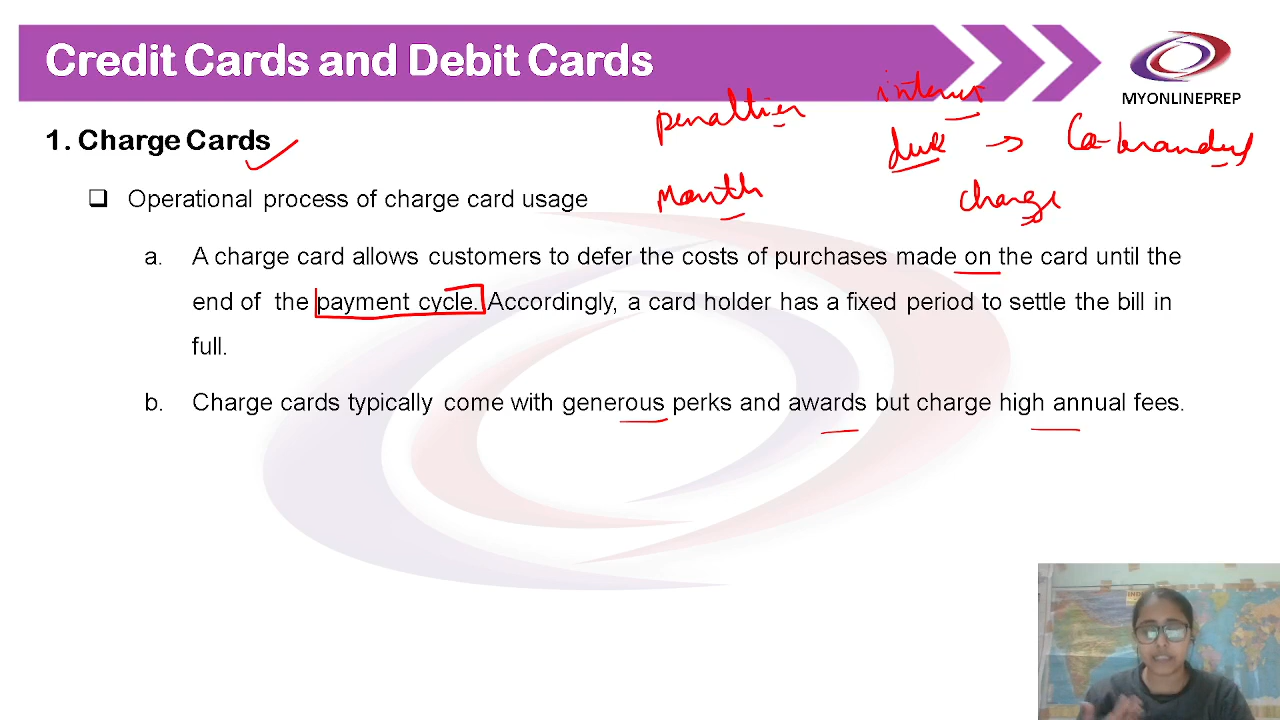 Credit Cards and Debit Cards
MYONLINEPREP
penalties
interest
1. Charge Cards
Co-branded
Month
charge
❑ Operational process of charge card usage
a. A charge card allows customers to defer the costs of purchases made on the card until the
end of the payment cycle. Accordingly, a card holder has a fixed period to settle the bill in
full.
b. Charge cards typically come with generous perks and awards but charge high annual fees.